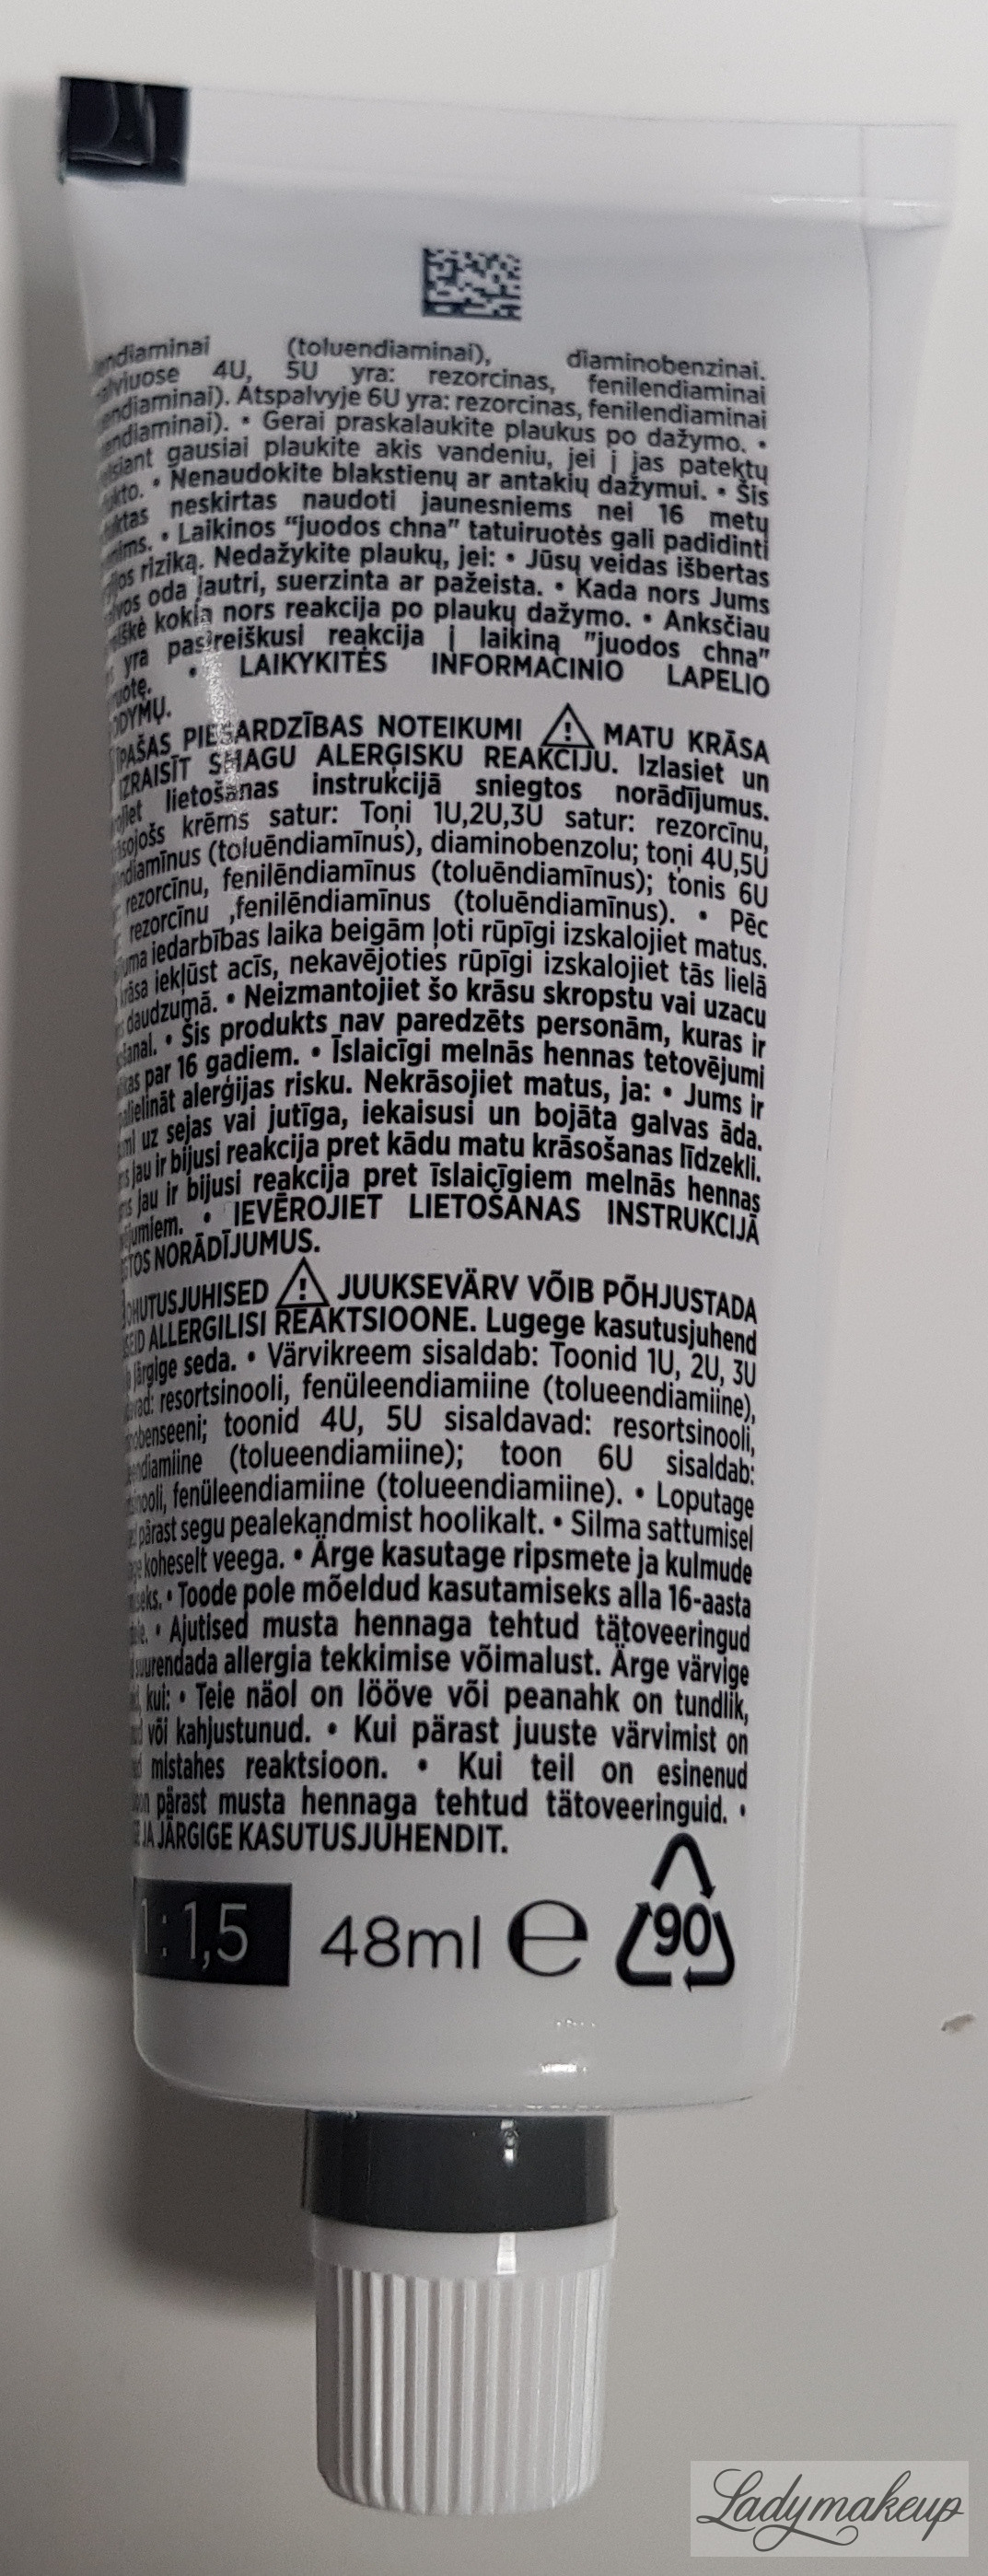 (toluendiaminai), diaminobenzinai.
4U, 5U yra: rezorcinas, fenilendiaminai
Atspalvyje 6U yra: rezorcinas, fenilendiaminai
• Gerai praskalaukite plaukus po dažymo. •
gausiai plaukite akis vandeniu, jei į jas patektų
• Nenaudokite blakstienų ar antakių dažymui. • Šis
neskirtas naudoti jaunesniems nei 16 metų
• Laikinos “juodos chna” tatuiruotės gali padidinti
riziką. Nedažykite plaukų, jei: • Jūsų veidas išbertas
oda jautri, suerzinta ar pažeista. • Kada nors Jums
kokia nors reakcija po plaukų dažymo. • Anksčiau
yra pasireiškusi reakcija į laikiną "juodos chna"
• LAIKYKITĖS INFORMACINIO LAPELIO
PIESARDZĪBAS NOTEIKUMI ⚠ MATU KRĀSA
IZRAISĪT SMAGU ALERĢISKU REAKCIJU. Izlasiet un
lietošanas instrukcijā sniegtos norādījumus.
krēms satur: Toņi 1U,2U,3U satur: rezorcīnu,
(toluēndiamīnus), diaminobenzolu; toņi 4U,5U
rezorcīnu, fenilēndiamīnus (toluēndiamīnus); tonis 6U
rezorcīnu ,fenilēndiamīnus (toluēndiamīnus). • Pēc
iedarbības laika beigām ļoti rūpīgi izskalojiet matus.
iekļūst acīs, nekavējoties rūpīgi izskalojiet tās lielā
daudzumā. • Neizmantojiet šo krāsu skropstu vai uzacu
• Šis produkts nav paredzēts personām, kuras ir
par 16 gadiem. • Īslaicīgi melnās hennas tetovējumi
alerģijas risku. Nekrāsojiet matus, ja: • Jums ir
uz sejas vai jutīga, iekaisusi un bojāta galvas āda.
jau ir bijusi reakcija pret kādu matu krāsošanas līdzekli.
jau ir bijusi reakcija pret īslaicīgiem melnās hennas
• IEVĒROJIET LIETOŠANAS INSTRUKCIJĀ
NORĀDĪJUMUS.
⚠ JUUKSEVÄRV VÕIB PÕHJUSTADA
ALLERGILISI REAKTSIOONE. Lugege kasutusjuhend
järgige seda. • Värvikreem sisaldab: Toonid 1U, 2U, 3U
resortsinooli, fenüleendiamiine (tolueendiamiine),
toonid 4U, 5U sisaldavad: resortsinooli,
(tolueendiamiine); toon 6U sisaldab:
fenüleendiamiine (tolueendiamiine). • Loputage
pärast segu pealekandmist hoolikalt. • Silma sattumisel
koheselt veega. • Ärge kasutage ripsmete ja kulmude
• Toode pole mõeldud kasutamiseks alla 16-aasta
• Ajutised musta hennaga tehtud tätoveeringud
suurendada allergia tekkimise võimalust. Ärge värvige
kui: • Teie näol on lööve või peanahk on tundlik,
või kahjustunud. • Kui pärast juuste värvimist on
mistahes reaktsioon. • Kui teil on esinenud
pärast musta hennaga tehtud tätoveeringuid. •
JA JÄRGIGE KASUTUSJUHENDIT.
1:1,5 48ml e 90
Ladymakeup